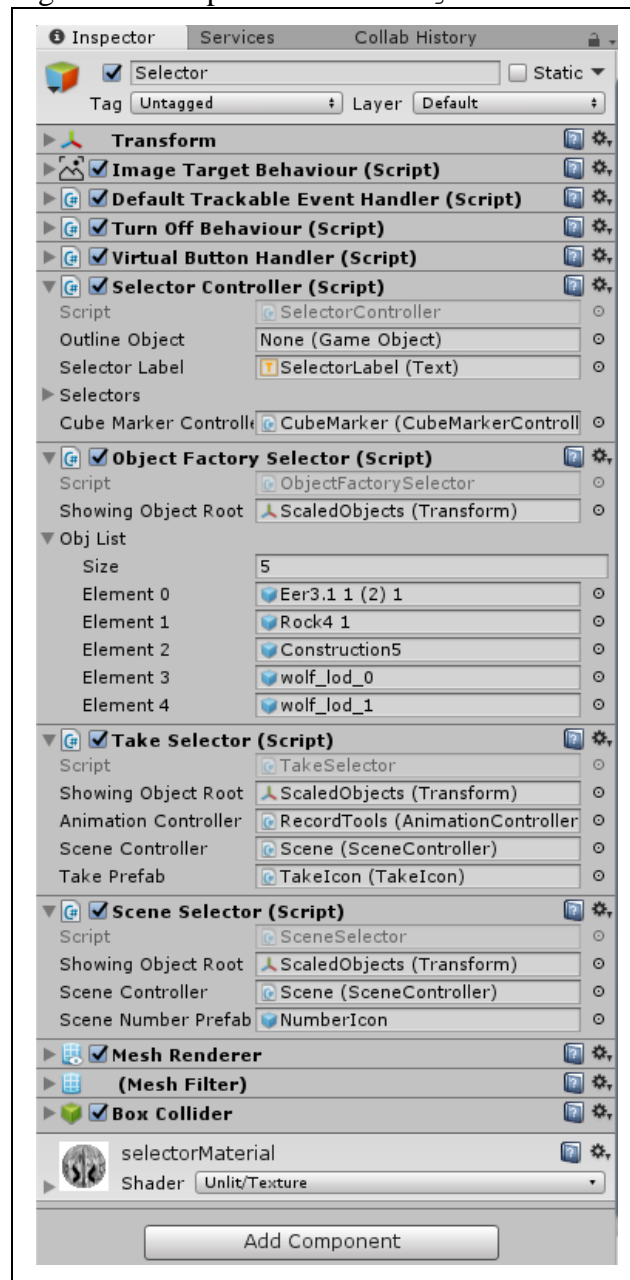 Inspector Services Collab History
Selector Static
Tag Untagged Layer Default
Transform
Image Target Behaviour (Script)
Default Trackable Event Handler (Script)
Turn Off Behaviour (Script)
Virtual Button Handler (Script)
Selector Controller (Script)
Script SelectorController
Outline Object None (Game Object)
Selector Label SelectorLabel (Text)
Selectors
Cube Marker Controlle CubeMarker (CubeMarkerControll
Object Factory Selector (Script)
Script ObjectFactorySelector
Showing Object Root ScaledObjects (Transform)
Obj List
Size 5
Element 0 Eer3.1 1 (2) 1
Element 1 Rock4 1
Element 2 Construction5
Element 3 wolf_lod_0
Element 4 wolf_lod_1
Take Selector (Script)
Script TakeSelector
Showing Object Root ScaledObjects (Transform)
Animation Controller RecordTools (AnimationController
Scene Controller Scene (SceneController)
Take Prefab TakeIcon (TakeIcon)
Scene Selector (Script)
Script SceneSelector
Showing Object Root ScaledObjects (Transform)
Scene Controller Scene (SceneController)
Scene Number Prefab NumberIcon
Mesh Renderer
(Mesh Filter)
Box Collider
selectorMaterial
Shader Unlit/Texture
Add Component